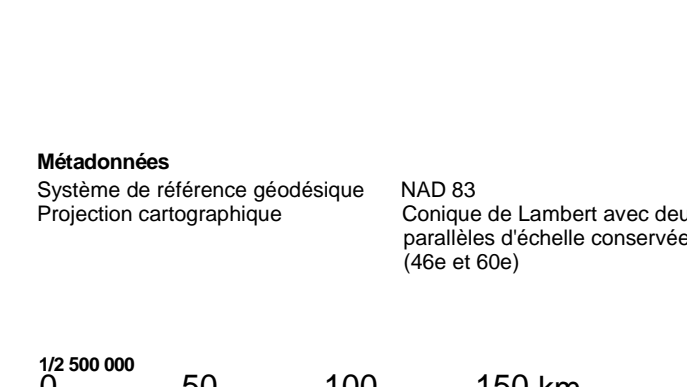 Métadonnées
Système de référence géodésique NAD 83
Projection cartographique Conique de Lambert avec deu
parallèles d'échelle conservée
(46e et 60e)
1/2 500 000
0 50 100 150 km